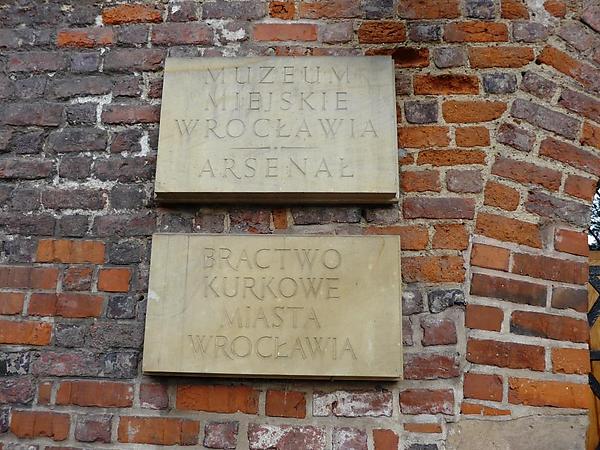 MUZEUM
MIEJSKIE
WROCŁAWIA
ARSENAŁ
BRACTWO
KURKOWE
MIASTA
WROCŁAWIA